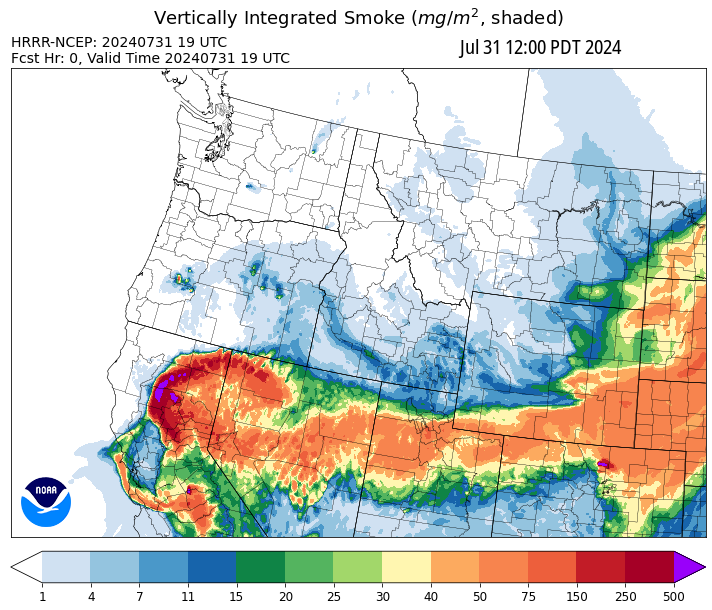 Vertically Integrated Smoke (mg/m², shaded)
HRRR-NCEP: 20240731 19 UTC
Fcst Hr: 0, Valid Time 20240731 19 UTC
Jul 31 12:00 PDT 2024
NOAA
1 4 7 11 15 20 25 30 40 50 75 150 250 500